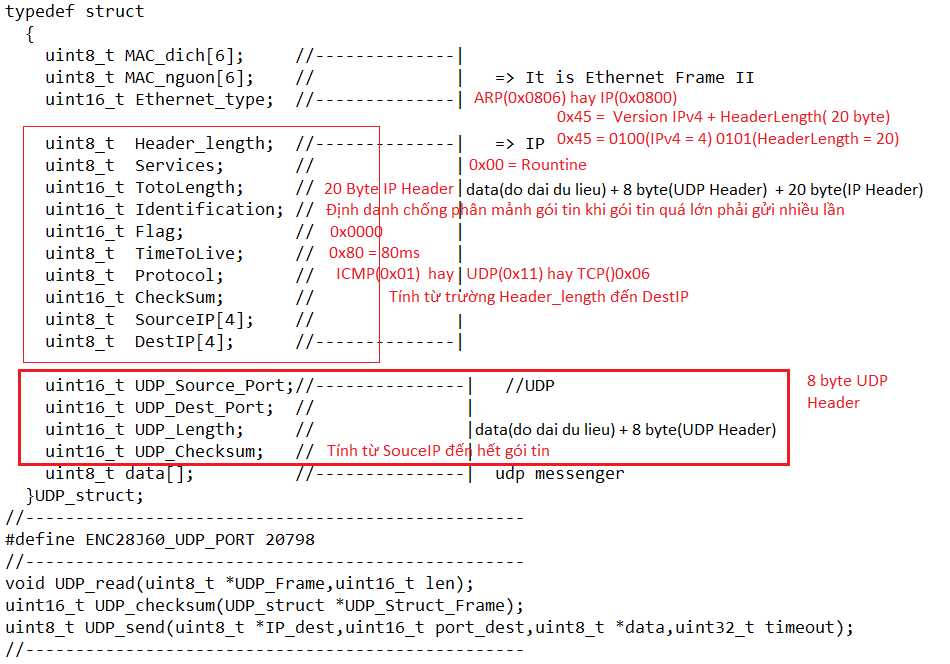 typedef struct
{
uint8_t MAC_dich[6]; //--------------|
uint8_t MAC_nguon[6]; // | => It is Ethernet Frame II
uint16_t Ethernet_type; //--------------| ARP(0x0806) hay IP(0x0800)
0x45 = Version IPv4 + HeaderLength( 20 byte)
uint8_t Header_length; //--------------| => IP 0x45 = 0100(IPv4 = 4) 0101(HeaderLength = 20)
uint8_t Services; // |0x00 = Rountine
uint16_t TotoLength; // 20 Byte IP Header |data(do dai du lieu) + 8 byte(UDP Header) + 20 byte(IP Header)
uint16_t Identification; // Định danh chống phân mảnh gói tin khi gói tin quá lớn phải gửi nhiều lần
uint16_t Flag; // 0x0000 |
uint8_t TimeToLive; // 0x80 = 80ms |
uint8_t Protocol; // ICMP(0x01) hay |UDP(0x11) hay TCP()0x06
uint16_t CheckSum; // Tính từ trường Header_length đến DestIP
uint8_t SourceIP[4]; // |
uint8_t DestIP[4]; //--------------|
uint16_t UDP_Source_Port;//---------------| //UDP
8 byte UDP
Header
uint16_t UDP_Dest_Port; // |
uint16_t UDP_Length; // |data(do dai du lieu) + 8 byte(UDP Header)
uint16_t UDP_Checksum; // Tính từ SouceIP đến hết gói tin
uint8_t data[]; //---------------| udp messenger
}UDP_struct;
//--------------------------------------------------
#define ENC28J60_UDP_PORT 20798
//--------------------------------------------------
void UDP_read(uint8_t *UDP_Frame,uint16_t len);
uint16_t UDP_checksum(UDP_struct *UDP_Struct_Frame);
uint8_t UDP_send(uint8_t *IP_dest,uint16_t port_dest,uint8_t *data,uint32_t timeout);
//--------------------------------------------------